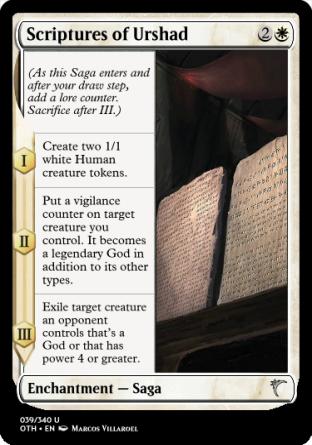 Scriptures of Urshad 2
(As this Saga enters and
after your draw step,
add a lore counter.
Sacrifice after III.)
I
Create two 1/1
white Human
creature tokens.
II
Put a vigilance
counter on target
creature you
control. It becomes
a legendary God in
addition to its other
types.
III
Exile target creature
an opponent
controls that's a
God or that has
power 4 or greater.
Enchantment — Saga
039/340 U
OTH • EN MARCOS VILLAROEL